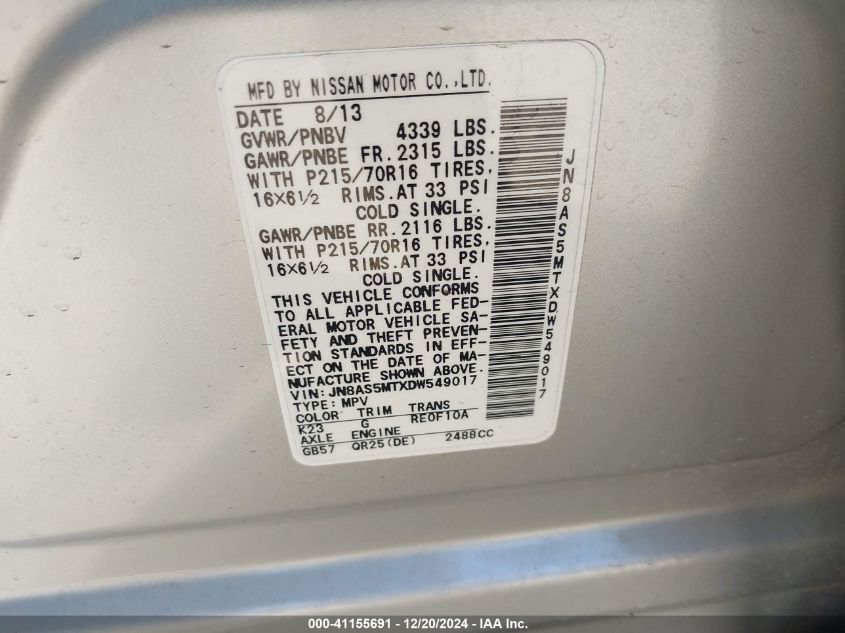 MFD BY NISSAN MOTOR CO.,LTD.
DATE 8/13
GVWR/PNBV 4339 LBS.
GAWR/PNBE FR. 2315 LBS.
WITH P215/70R16 TIRES,
16×6½ RIMS. AT 33 PSI
COLD SINGLE.
GAWR/PNBE RR. 2116 LBS.
WITH P215/70R16 TIRES,
16×6½ RIMS. AT 33 PSI
COLD SINGLE.
THIS VEHICLE CONFORMS
TO ALL APPLICABLE FED-
ERAL MOTOR VEHICLE SA-
FETY AND THEFT PREVEN-
TION STANDARDS IN EFF-
ECT ON THE DATE OF MA-
NUFACTURE SHOWN ABOVE.
VIN: JN8AS5MTXDW549017
TYPE: MPV
COLOR TRIM TRANS
K23 G RE0F10A
AXLE ENGINE
GB57 QR25(DE) 2488CC
JN8AS5MTXDW549017
000-41155691 - 12/20/2024 - IAA Inc.